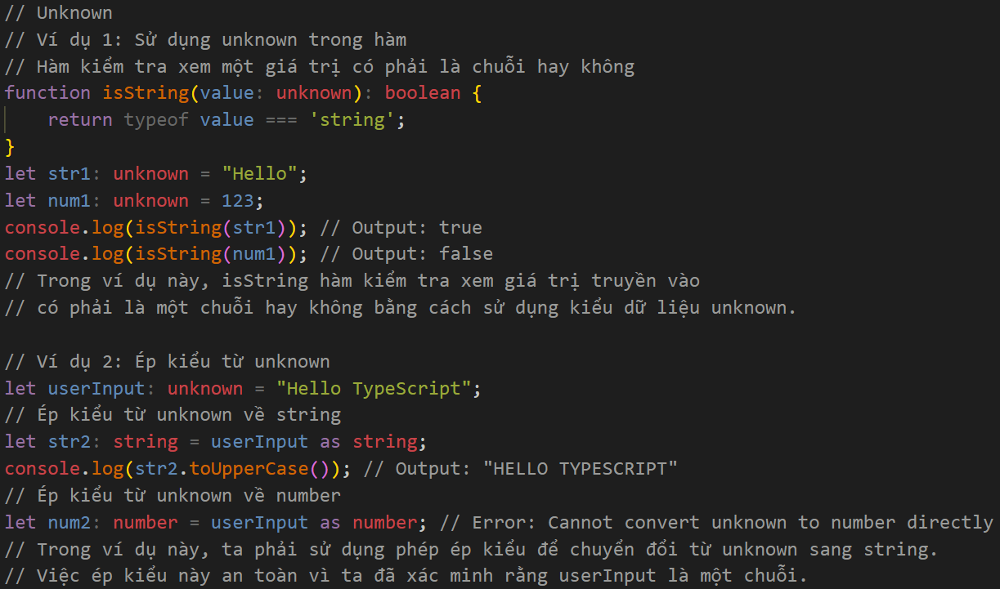 // Unknown
// Ví dụ 1: Sử dụng unknown trong hàm
// Hàm kiểm tra xem một giá trị có phải là chuỗi hay không
function isString(value: unknown): boolean {
    return typeof value === 'string';
}
let str1: unknown = "Hello";
let num1: unknown = 123;
console.log(isString(str1)); // Output: true
console.log(isString(num1)); // Output: false
// Trong ví dụ này, isString hàm kiểm tra xem giá trị truyền vào
// có phải là một chuỗi hay không bằng cách sử dụng kiểu dữ liệu unknown.

// Ví dụ 2: Ép kiểu từ unknown
let userInput: unknown = "Hello TypeScript";
// Ép kiểu từ unknown về string
let str2: string = userInput as string;
console.log(str2.toUpperCase()); // Output: "HELLO TYPESCRIPT"
// Ép kiểu từ unknown về number
let num2: number = userInput as number; // Error: Cannot convert unknown to number directly
// Trong ví dụ này, ta phải sử dụng phép ép kiểu để chuyển đổi từ unknown sang string.
// Việc ép kiểu này an toàn vì ta đã xác minh rằng userInput là một chuỗi.